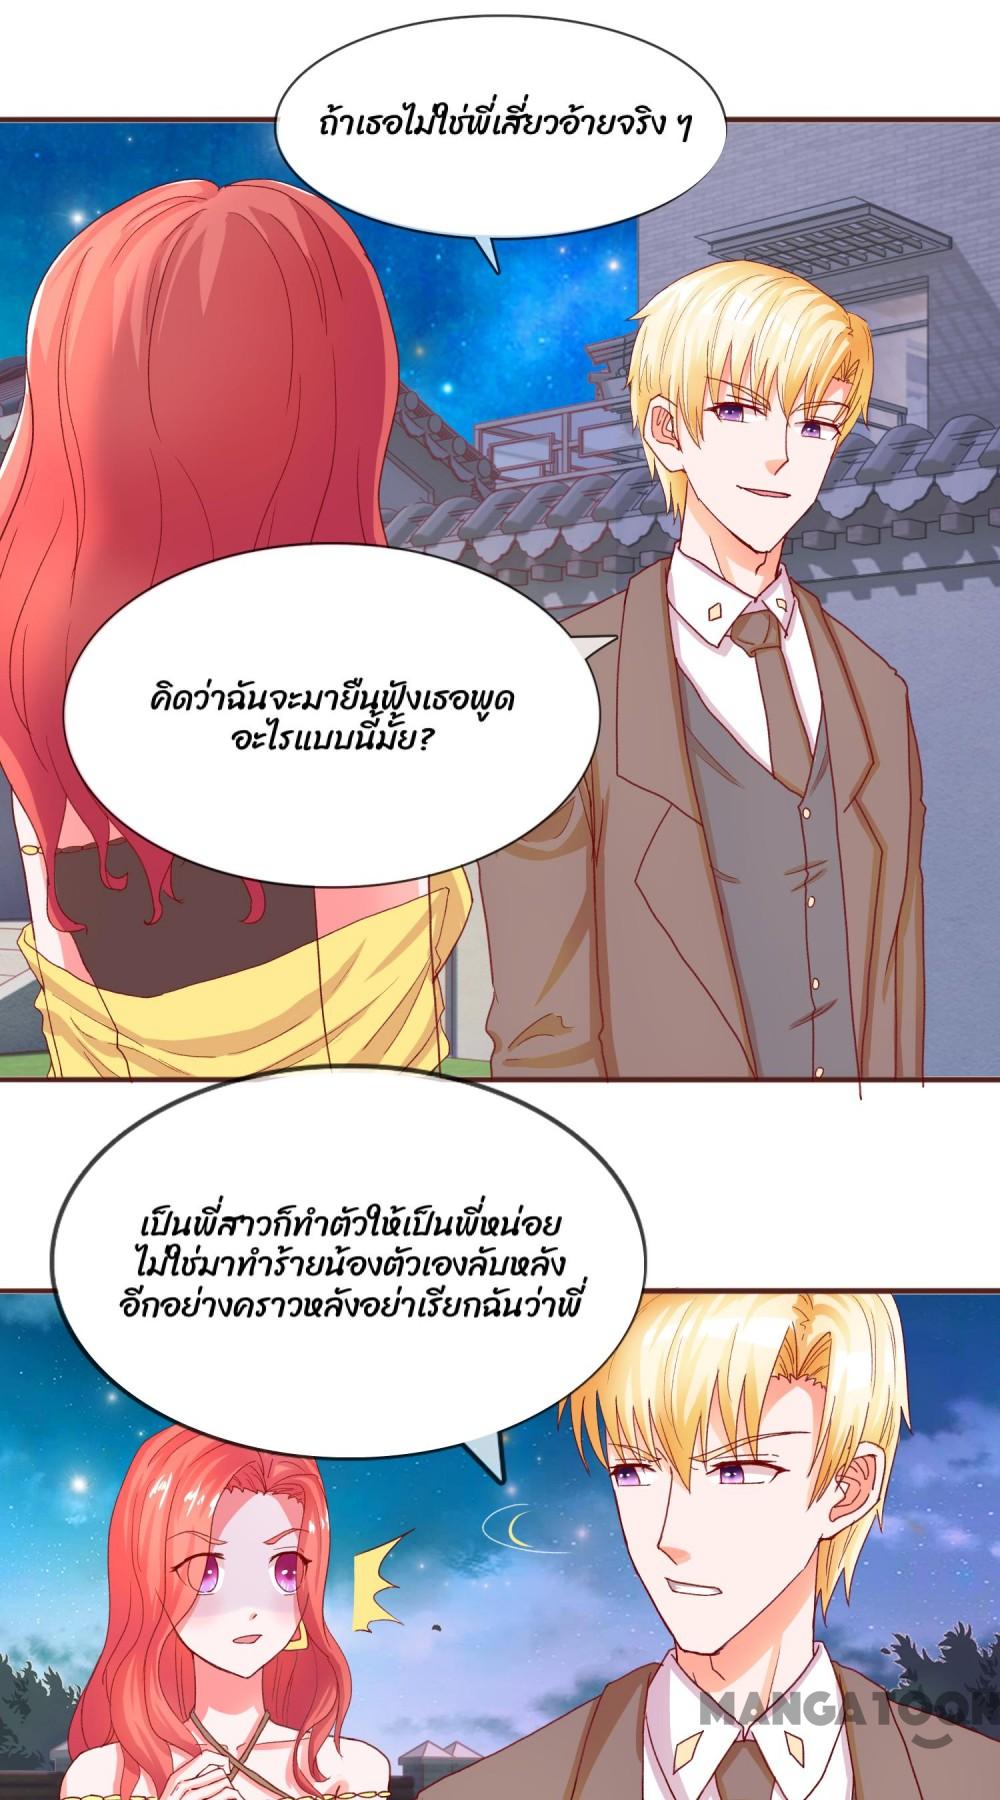 ถ้าเธอไม่ใช่พี่เสี่ยวอ้ายจริง ๆ
คิดว่าฉันจะมายืนฟังเธอพูด
อะไรแบบนี้มั้ย?
เป็นพี่สาวก็ทำตัวให้เป็นพี่หน่อย
ไม่ใช่มาทำร้ายน้องตัวเองลับหลัง
อีกอย่างคราวหลังอย่าเรียกฉันว่าพี่
MANGATOON